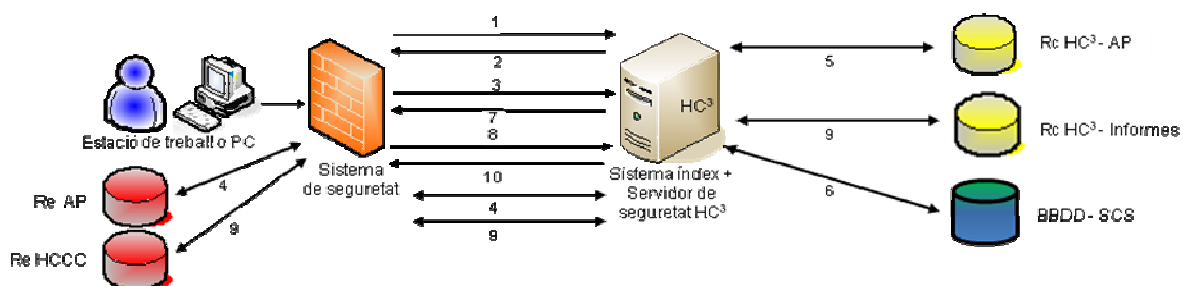 1
2
3
7
8
10
4
9
5
9
6
4
9
HC³
Estació de treball o PC
Sistema
de seguretat
Sistema índex +
Servidor de
seguretat HC³
Re AP
Re HCCC
Rc HC³- AP
Rc HC³- Informes
BBDD- SCS